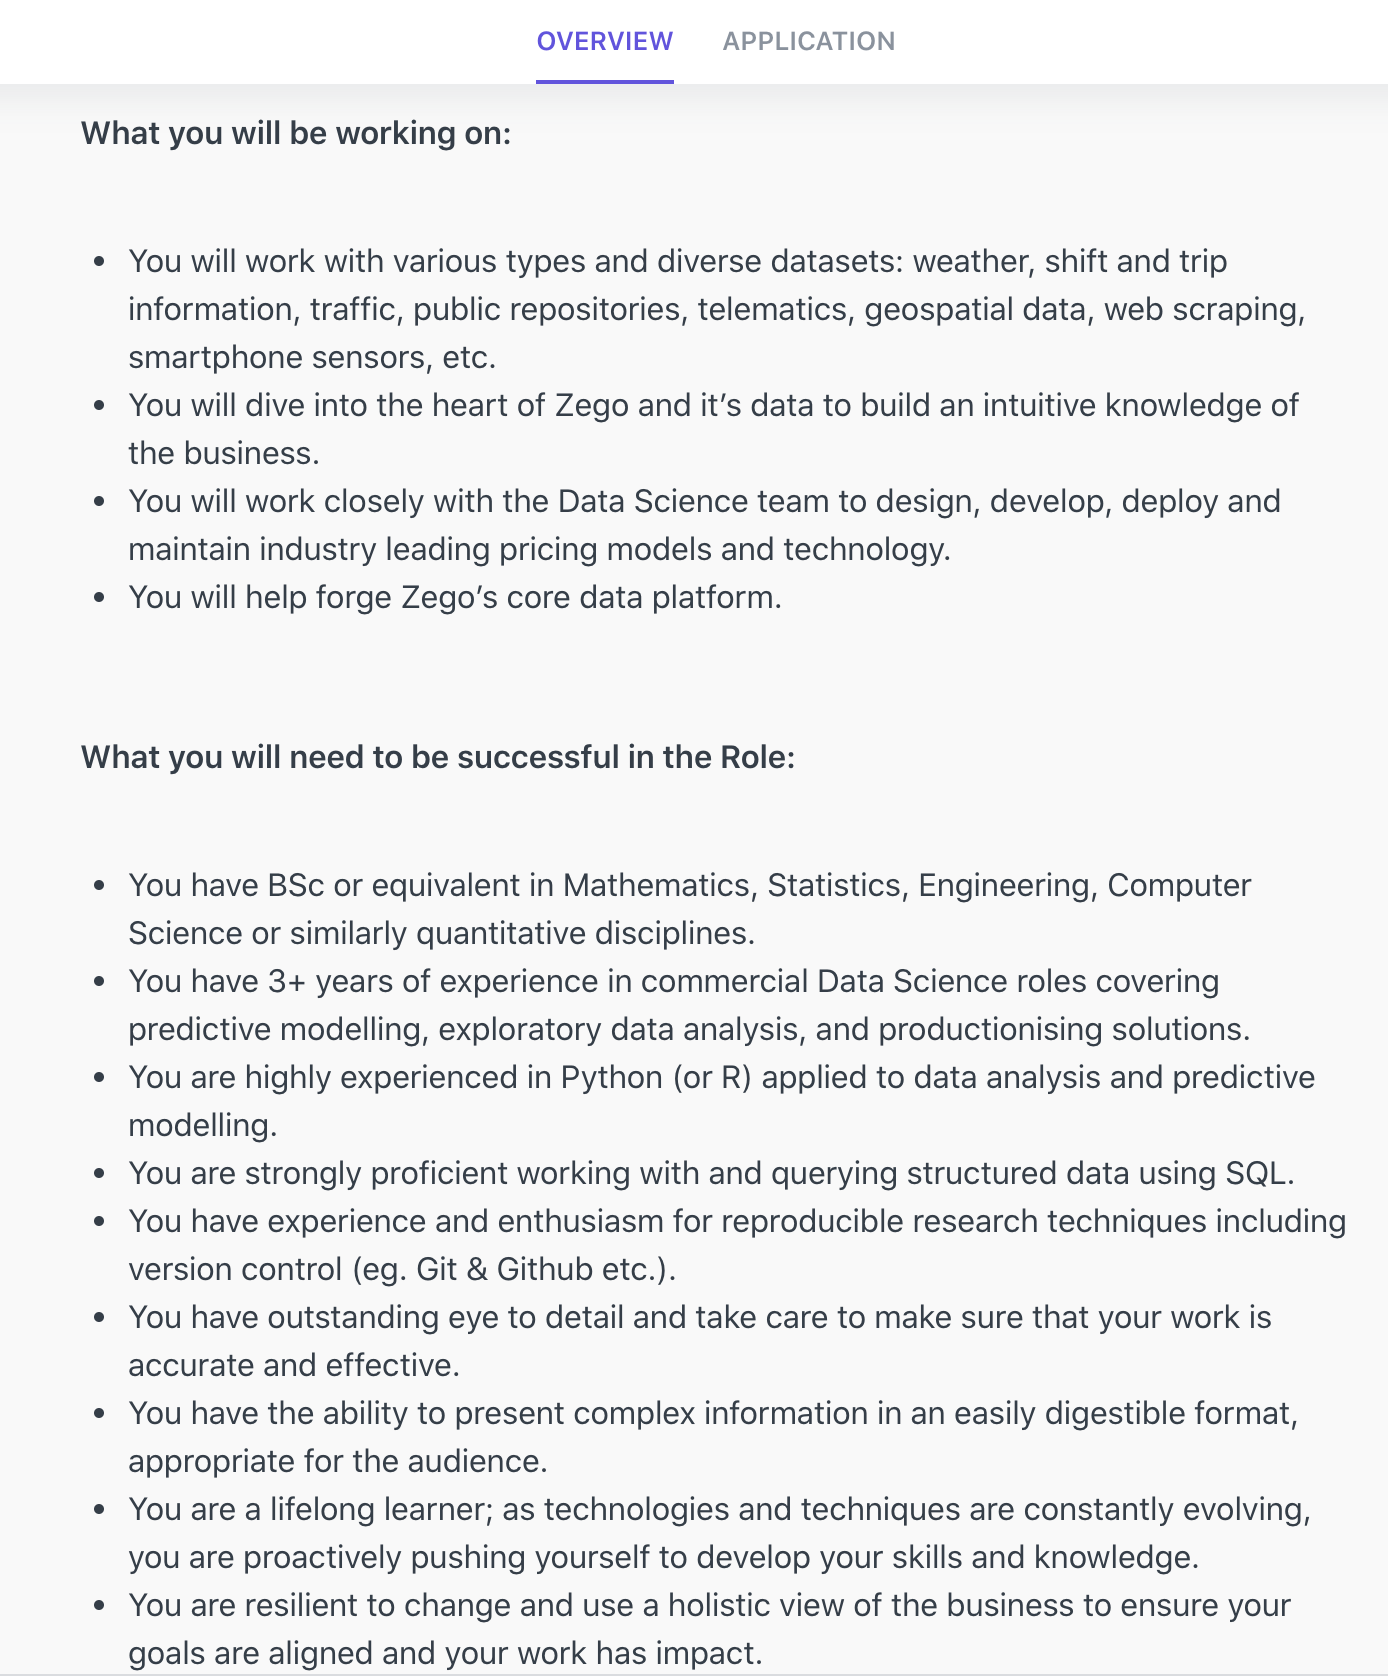 OVERVIEW APPLICATION
What you will be working on:
• You will work with various types and diverse datasets: weather, shift and trip
information, traffic, public repositories, telematics, geospatial data, web scraping,
smartphone sensors, etc.
• You will dive into the heart of Zego and it’s data to build an intuitive knowledge of
the business.
• You will work closely with the Data Science team to design, develop, deploy and
maintain industry leading pricing models and technology.
• You will help forge Zego’s core data platform.
What you will need to be successful in the Role:
• You have BSc or equivalent in Mathematics, Statistics, Engineering, Computer
Science or similarly quantitative disciplines.
• You have 3+ years of experience in commercial Data Science roles covering
predictive modelling, exploratory data analysis, and productionising solutions.
• You are highly experienced in Python (or R) applied to data analysis and predictive
modelling.
• You are strongly proficient working with and querying structured data using SQL.
• You have experience and enthusiasm for reproducible research techniques including
version control (eg. Git & Github etc.).
• You have outstanding eye to detail and take care to make sure that your work is
accurate and effective.
• You have the ability to present complex information in an easily digestible format,
appropriate for the audience.
• You are a lifelong learner; as technologies and techniques are constantly evolving,
you are proactively pushing yourself to develop your skills and knowledge.
• You are resilient to change and use a holistic view of the business to ensure your
goals are aligned and your work has impact.